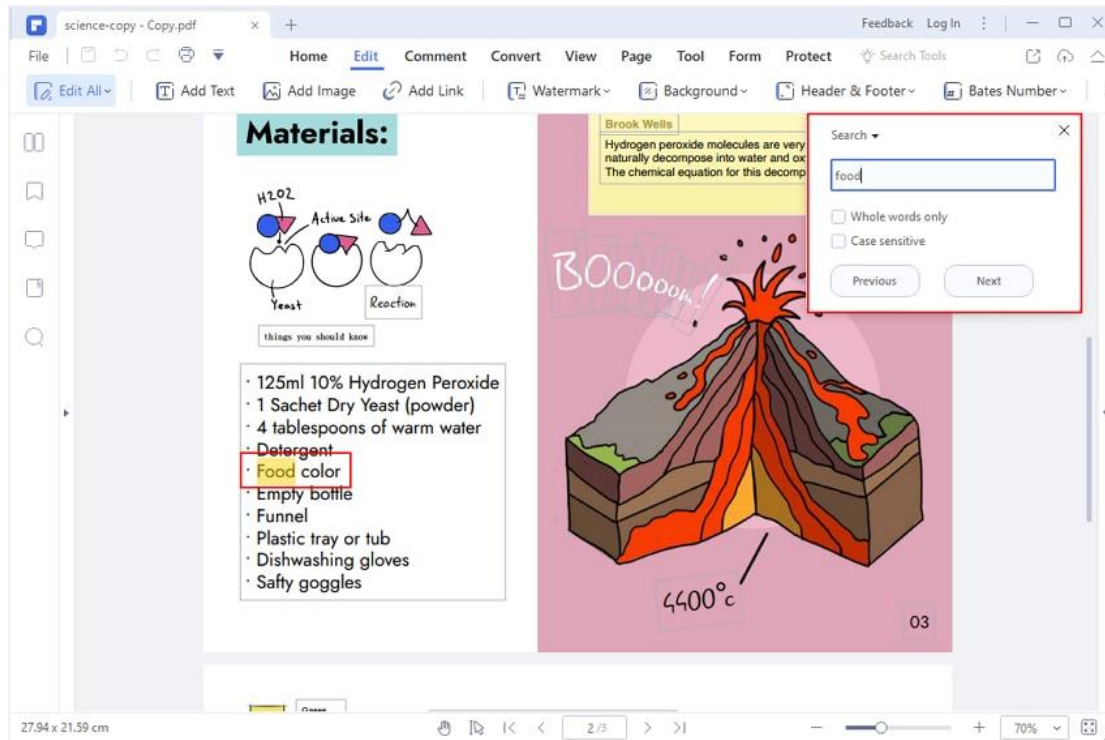 science-copy - Copy.pdf × + Feedback Log In
File Home Edit Comment Convert View Page Tool Form Protect Search Tools
Edit All Add Text Add Image Add Link Watermark Background Header & Footer Bates Number
Materials:
H2O2
Active Site
Yeast
Reaction
things you should know
· 125ml 10% Hydrogen Peroxide
· 1 Sachet Dry Yeast (powder)
· 4 tablespoons of warm water
· Detergent
· Food color
· Empty bottle
· Funnel
· Plastic tray or tub
· Dishwashing gloves
· Safty goggles
Brook Wells
Hydrogen peroxide molecules are very
naturally decompose into water and ox
The chemical equation for this decomp
BOOooom!
4400°c
03
Search
food
Whole words only
Case sensitive
Previous Next
27.94 x 21.59 cm 2/3 70%